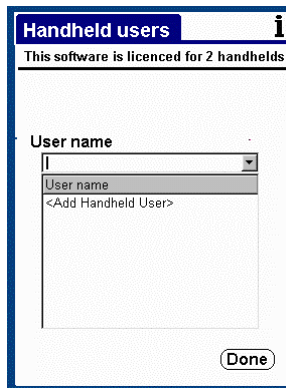 Handheld users i
This software is licenced for 2 handhelds
User name
User name
<Add Handheld User>
Done